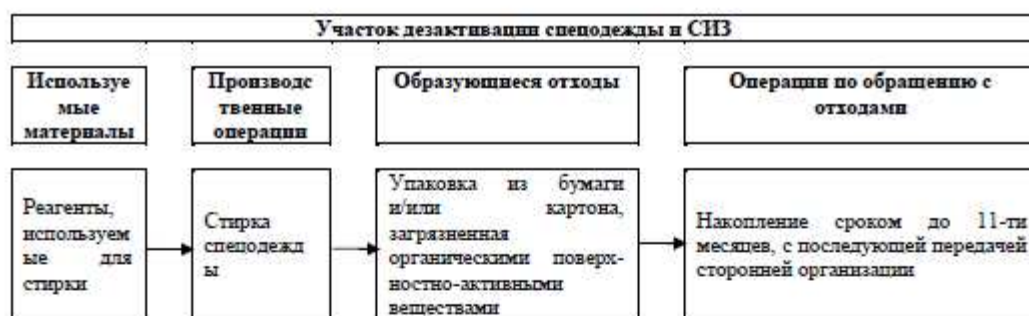 Участок дезактивации спецодежды и СИЗ
Используе
мые
материалы
Производс
твенные
операции
Образующиеся отходы
Операции по обращению с
отходами
Реагенты,
используем
ые для
стирки
Стирка
спецодежд
ы
Упаковка из бумаги
и/или картона,
загрязненная
органическими поверх-
ностно-активными
веществами
Накопление сроком до 11-ти
месяцев, с последующей передачей
сторонней организации